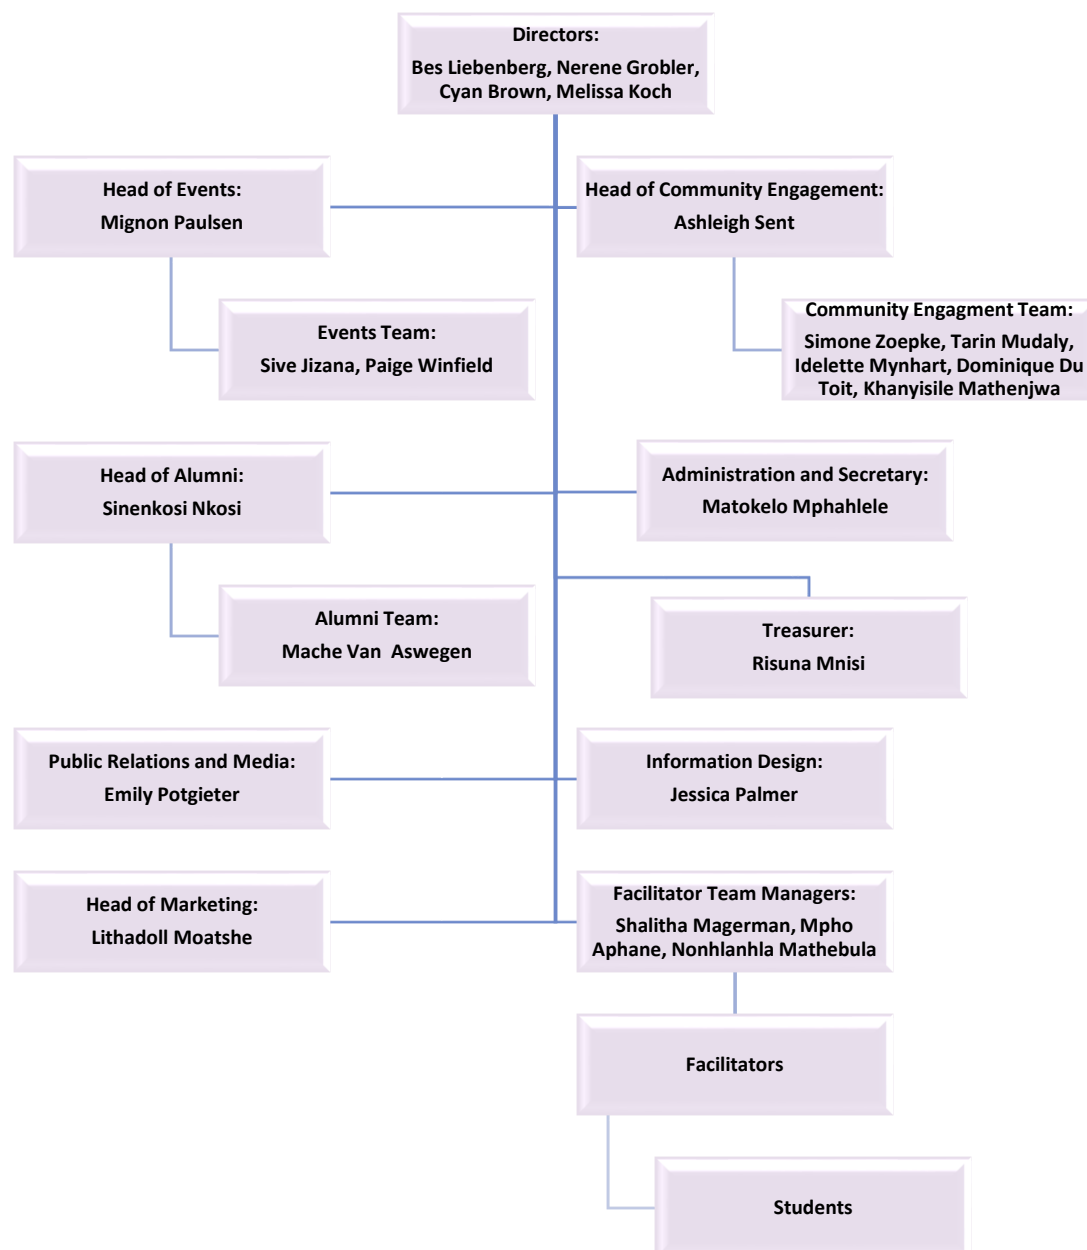 Directors:
Bes Liebenberg, Nerene Grobler,
Cyan Brown, Melissa Koch
Head of Events:
Mignon Paulsen
Head of Community Engagement:
Ashleigh Sent
Events Team:
Sive Jizana, Paige Winfield
Community Engagment Team:
Simone Zoepke, Tarin Mudaly,
Idelette Mynhart, Dominique Du
Toit, Khanyisile Mathenjwa
Head of Alumni:
Sinenkosi Nkosi
Administration and Secretary:
Matokelo Mphahlele
Alumni Team:
Mache Van  Aswegen
Treasurer:
Risuna Mnisi
Public Relations and Media:
Emily Potgieter
Information Design:
Jessica Palmer
Head of Marketing:
Lithadoll Moatshe
Facilitator Team Managers:
Shalitha Magerman, Mpho
Aphane, Nonhlanhla Mathebula
Facilitators
Students